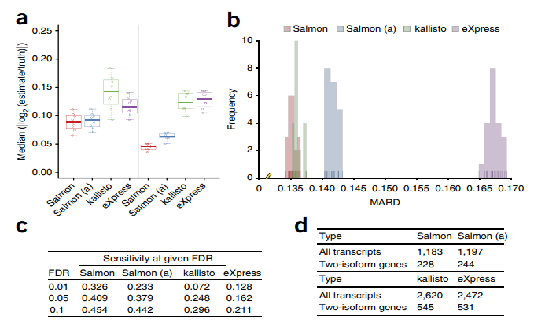 a
0.25
0.20
0.15
0.10
0.05
0.00
Median (|log₂ (estimate/truth)|)
Salmon
Salmon (a)
kallisto
eXpress
Salmon
Salmon (a)
kallisto
eXpress
b
Salmon
Salmon (a)
kallisto
eXpress
10
8
6
4
2
0
Frequency
0 0.135 0.140 0.145 0.150 0.155 0.160 0.165 0.170
MARD
c
Sensitivity at given FDR
FDR Salmon Salmon (a) kallisto eXpress
0.01 0.326 0.233 0.072 0.128
0.05 0.409 0.379 0.248 0.162
0.1 0.454 0.442 0.296 0.211
d
Type Salmon Salmon (a)
All transcripts 1,183 1,197
Two-isoform genes 228 244
Type kallisto eXpress
All transcripts 2,620 2,472
Two-isoform genes 545 531